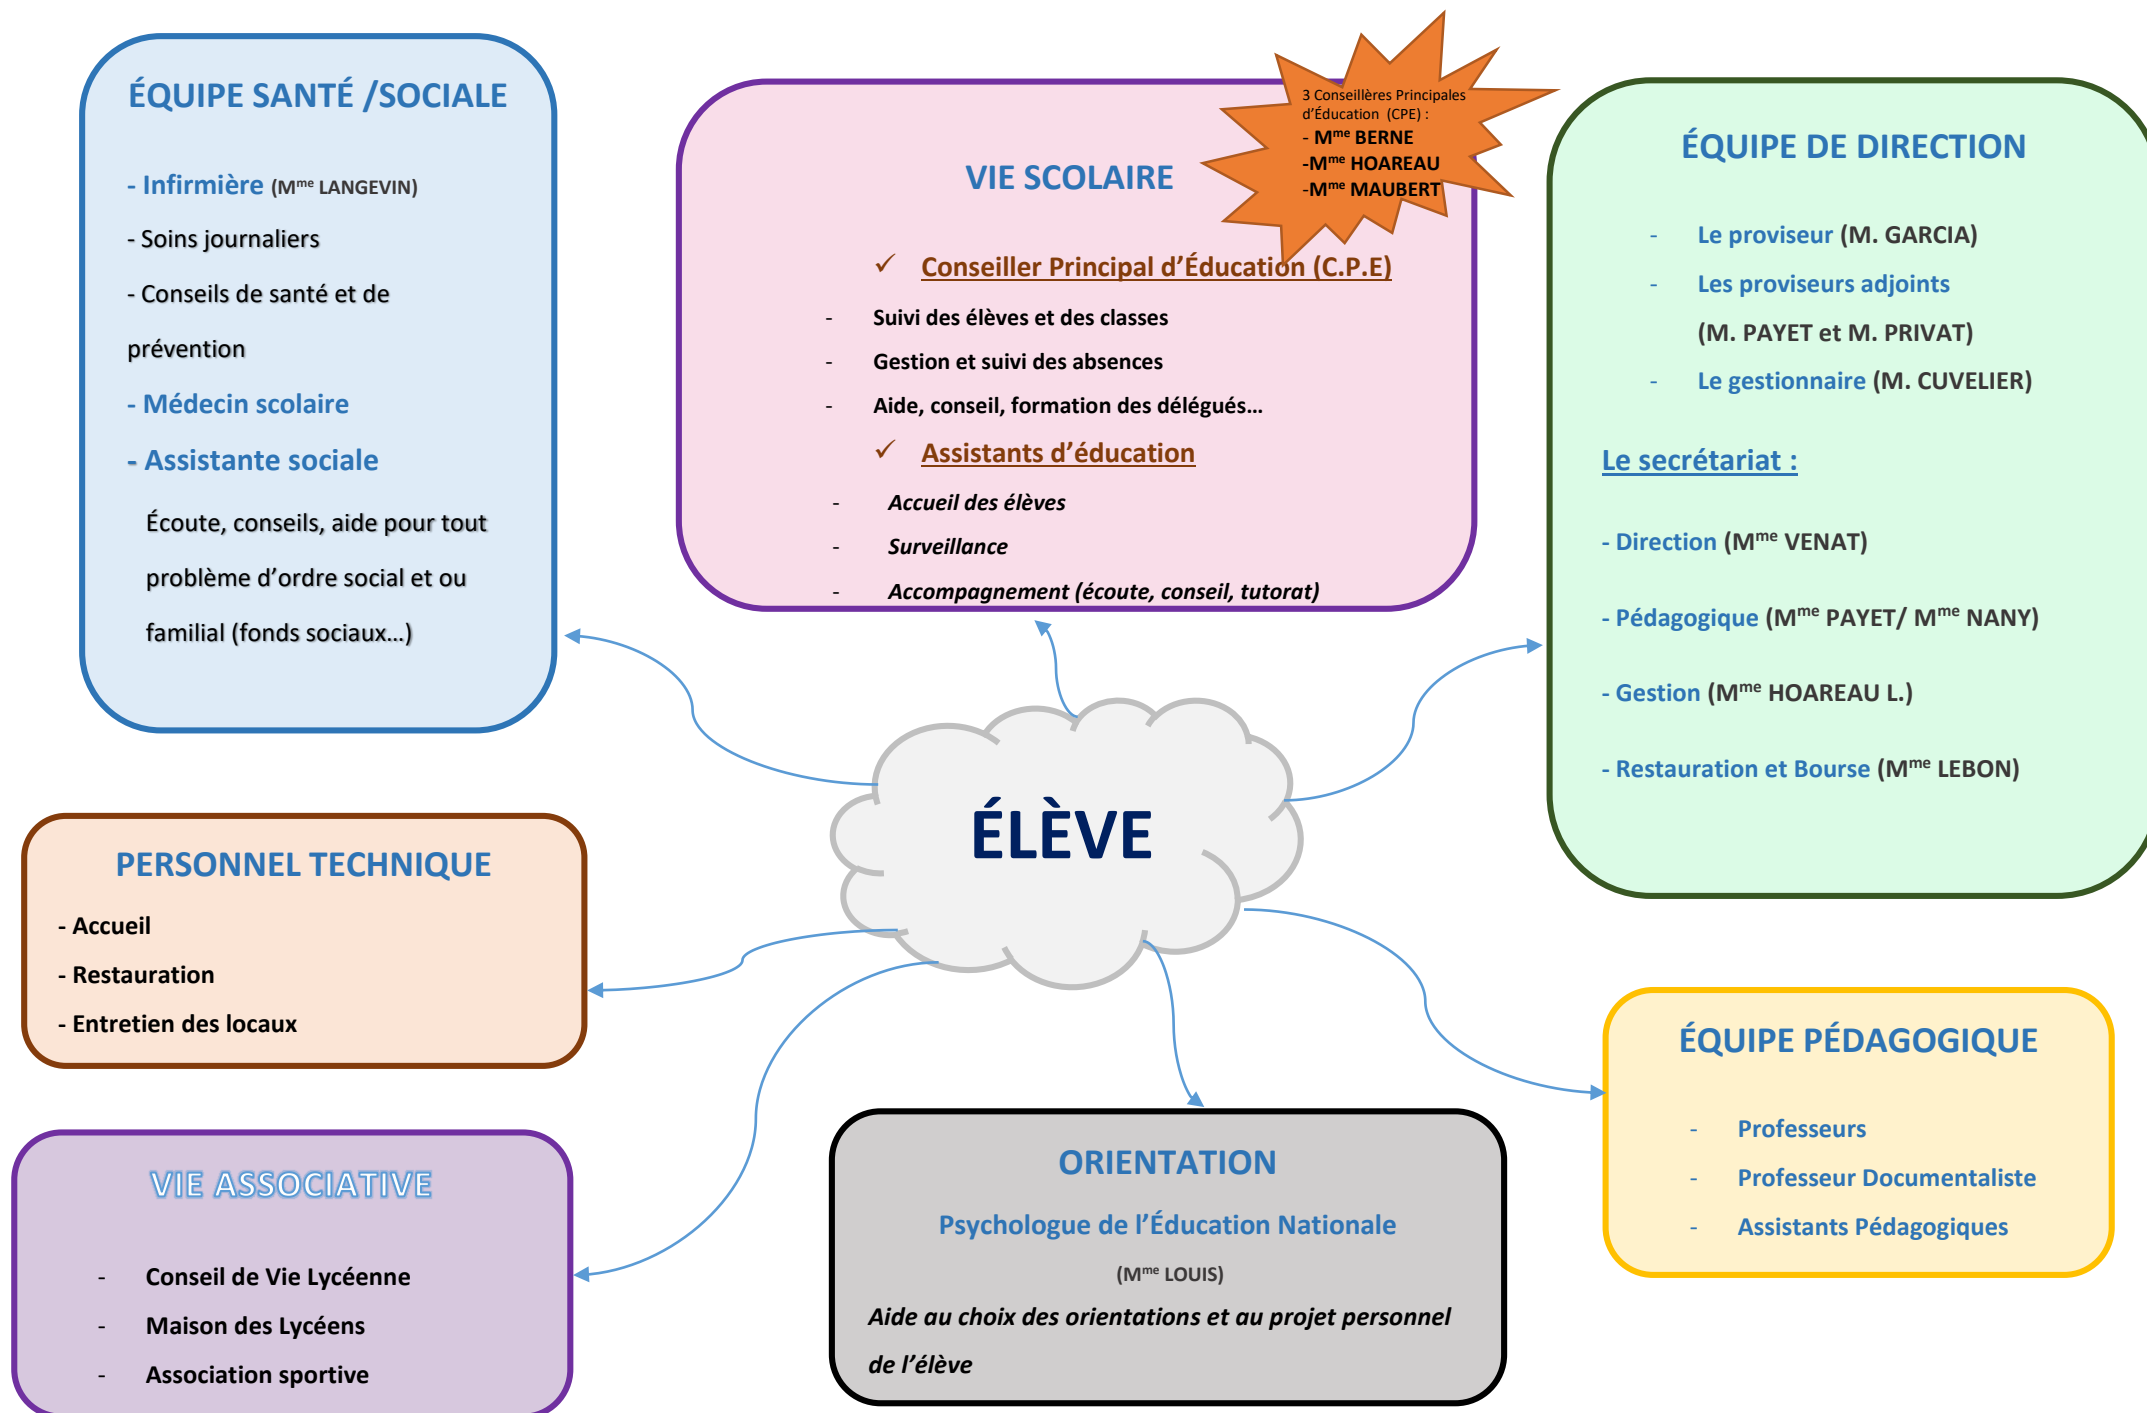 ÉQUIPE SANTÉ /SOCIALE
- Infirmière (Mme LANGEVIN)
- Soins journaliers
- Conseils de santé et de
prévention
- Médecin scolaire
- Assistante sociale
Écoute, conseils, aide pour tout
problème d'ordre social et ou
familial (fonds sociaux…)
3 Conseillères Principales
d'Éducation (CPE) :
- Mme BERNE
-Mme HOAREAU
-Mme MAUBERT
VIE SCOLAIRE
✓ Conseiller Principal d'Éducation (C.P.E)
- Suivi des élèves et des classes
- Gestion et suivi des absences
- Aide, conseil, formation des délégués…
✓ Assistants d'éducation
- Accueil des élèves
- Surveillance
- Accompagnement (écoute, conseil, tutorat)
ÉQUIPE DE DIRECTION
- Le proviseur (M. GARCIA)
- Les proviseurs adjoints
(M. PAYET et M. PRIVAT)
- Le gestionnaire (M. CUVELIER)
Le secrétariat :
- Direction (Mme VENAT)
- Pédagogique (Mme PAYET/ Mme NANY)
- Gestion (Mme HOAREAU L.)
- Restauration et Bourse (Mme LEBON)
ÉLÈVE
PERSONNEL TECHNIQUE
- Accueil
- Restauration
- Entretien des locaux
VIE ASSOCIATIVE
- Conseil de Vie Lycéenne
- Maison des Lycéens
- Association sportive
ORIENTATION
Psychologue de l'Éducation Nationale
(Mme LOUIS)
Aide au choix des orientations et au projet personnel
de l'élève
ÉQUIPE PÉDAGOGIQUE
- Professeurs
- Professeur Documentaliste
- Assistants Pédagogiques